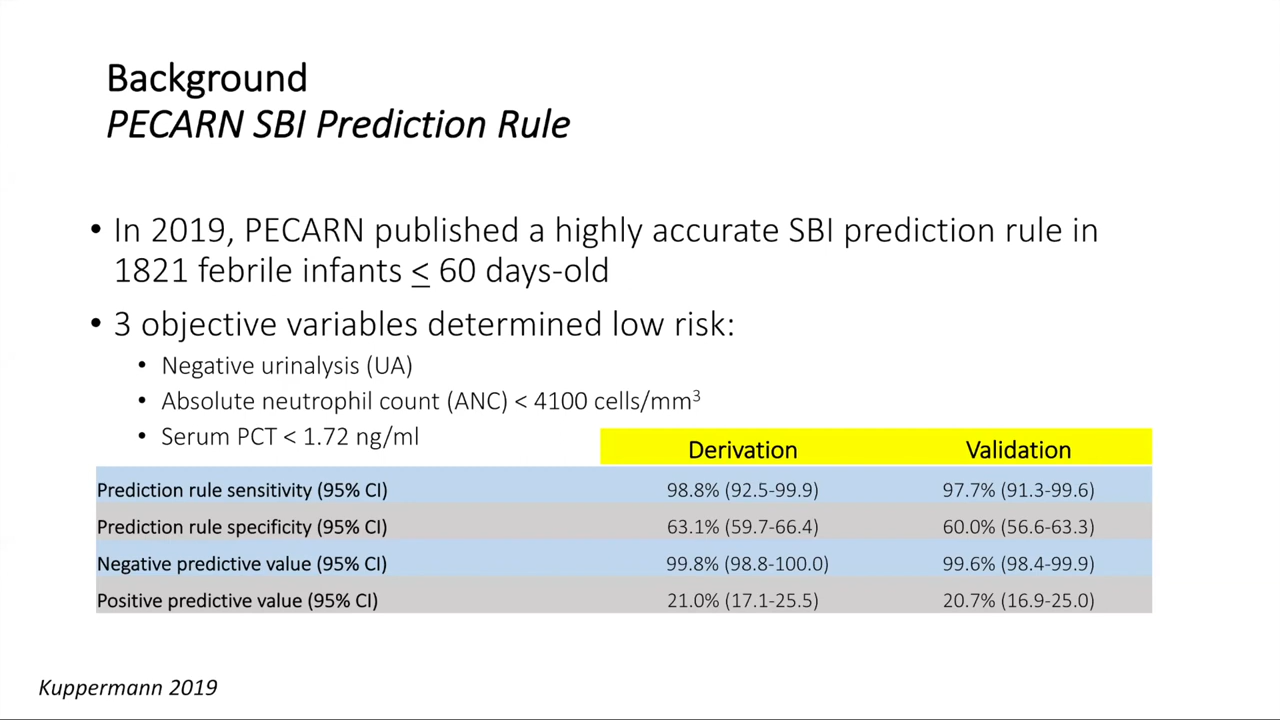 Background
PECARN SBI Prediction Rule
• In 2019, PECARN published a highly accurate SBI prediction rule in
1821 febrile infants ≤ 60 days-old
• 3 objective variables determined low risk:
• Negative urinalysis (UA)
• Absolute neutrophil count (ANC) < 4100 cells/mm³
• Serum PCT < 1.72 ng/ml
Derivation Validation
Prediction rule sensitivity (95% CI) 98.8% (92.5-99.9) 97.7% (91.3-99.6)
Prediction rule specificity (95% CI) 63.1% (59.7-66.4) 60.0% (56.6-63.3)
Negative predictive value (95% CI) 99.8% (98.8-100.0) 99.6% (98.4-99.9)
Positive predictive value (95% CI) 21.0% (17.1-25.5) 20.7% (16.9-25.0)
Kuppermann 2019